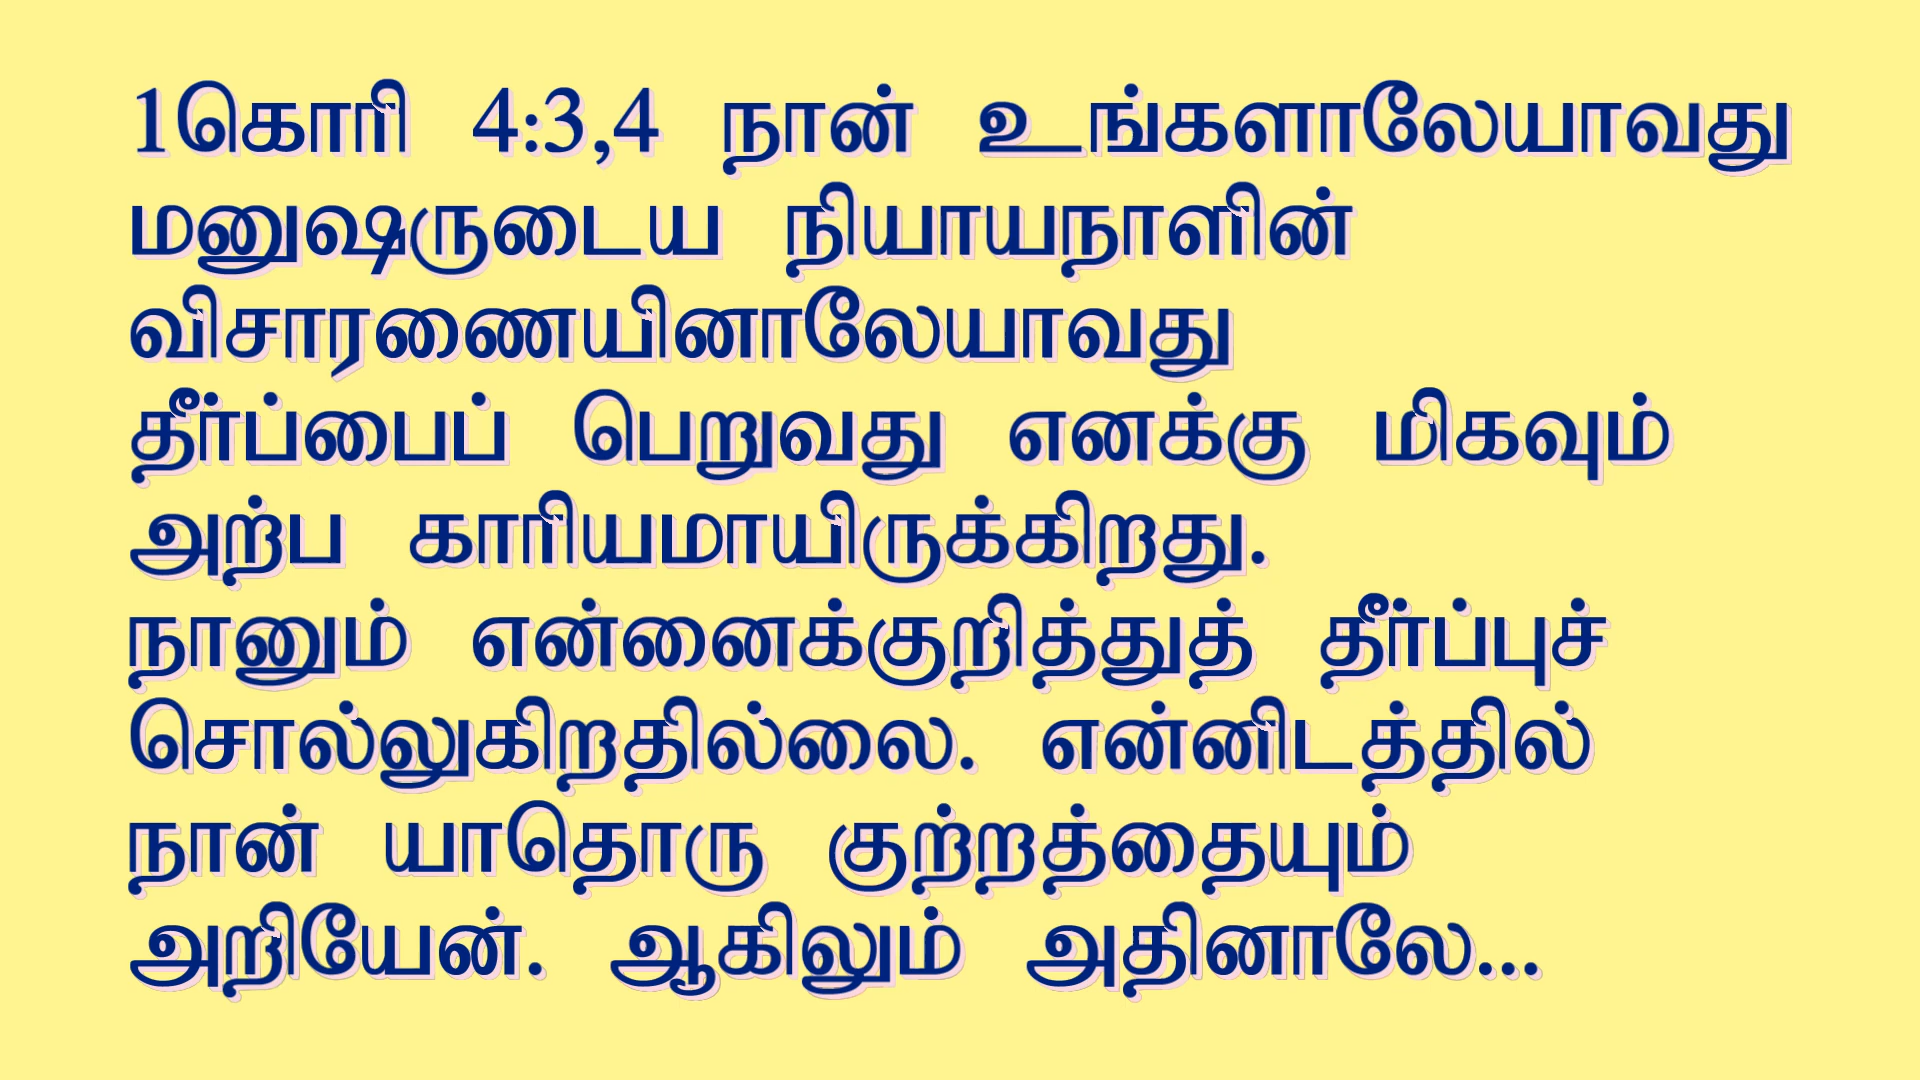 1கொரி 4:3,4 நான் உங்களாலேயாவது
மனுஷருடைய நியாயநாளின்
விசாரணையினாலேயாவது
தீர்ப்பைப் பெறுவது எனக்கு மிகவும்
அற்ப காரியமாயிருக்கிறது.
நானும் என்னைக்குறித்துத் தீர்ப்புச்
சொல்லுகிறதில்லை. என்னிடத்தில்
நான் யாதொரு குற்றத்தையும்
அறியேன். ஆகிலும் அதினாலே...